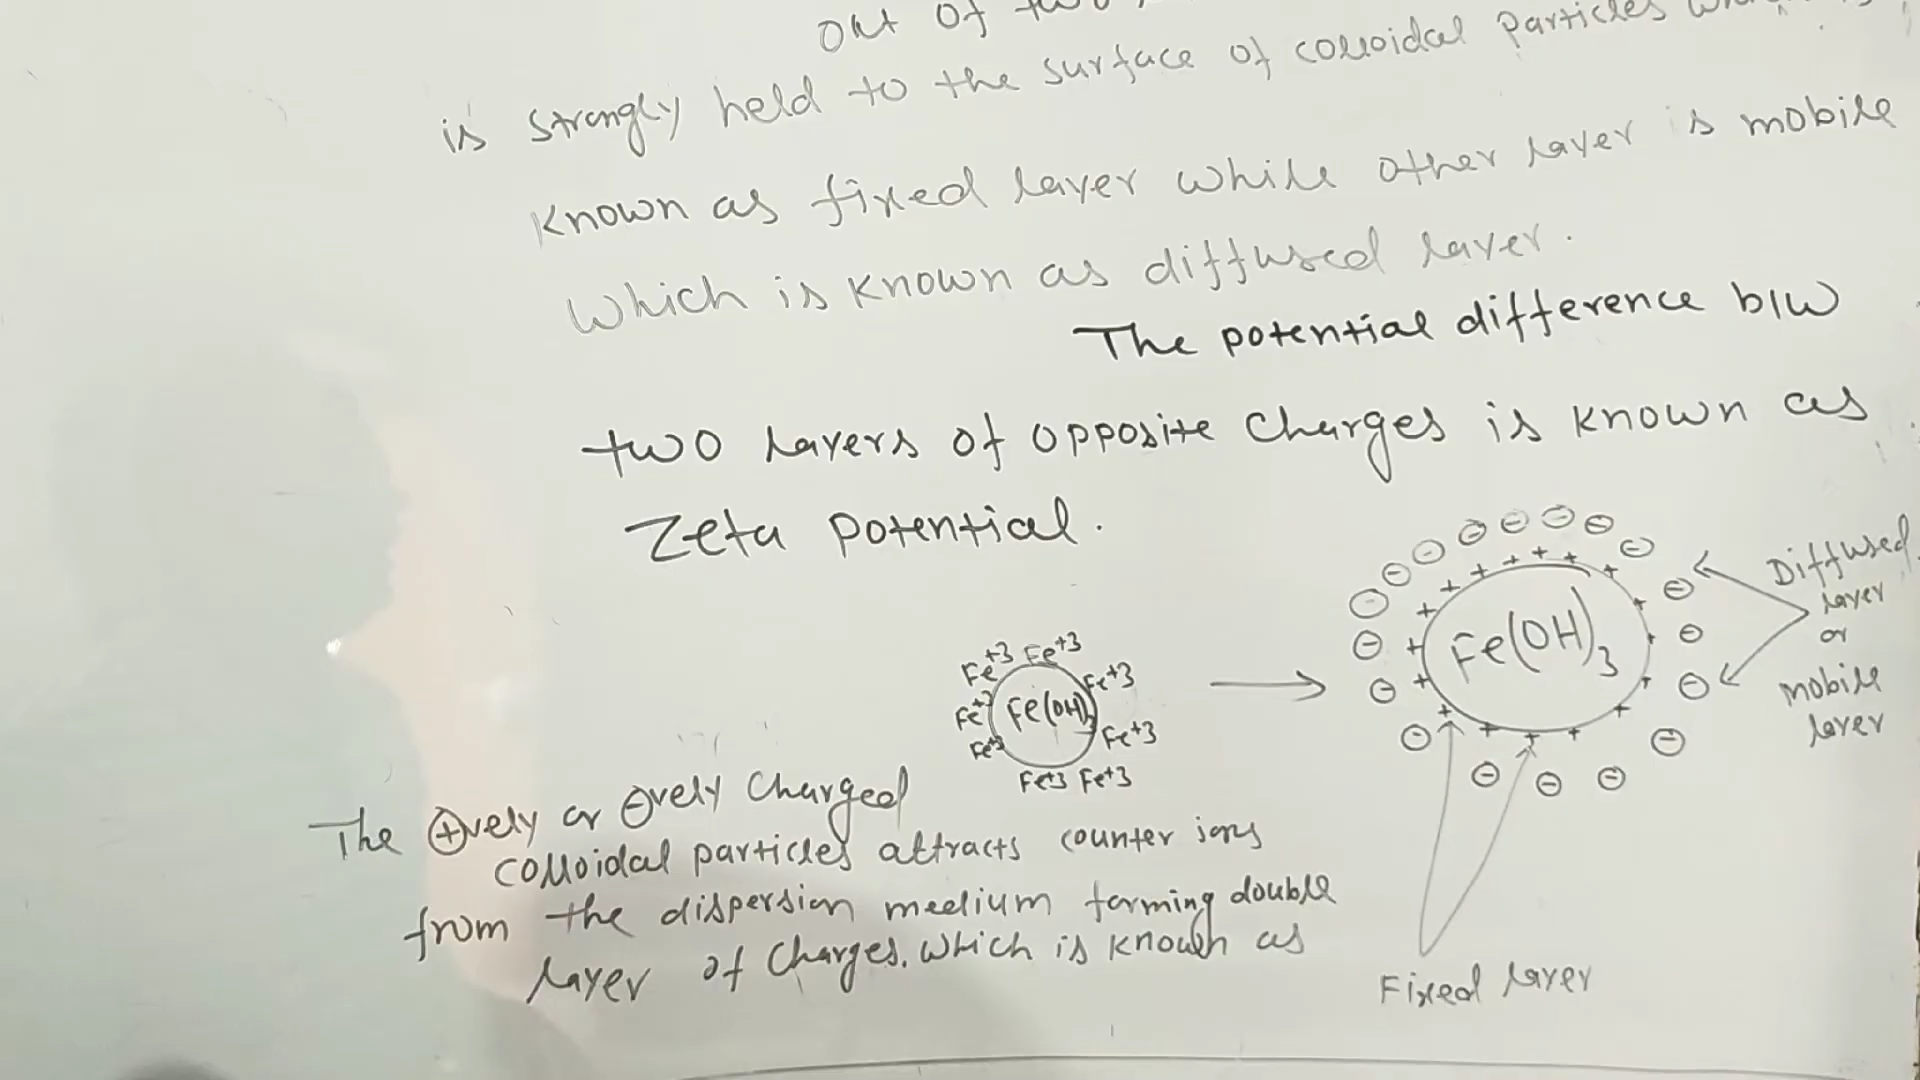 out of two
is strongly held to the surface of colloidal particles
known as fixed layer while other layer is mobile
which is known as diffused layer.
The potential difference b/w
two layers of opposite charges is known as
Zeta potential.
Fe+3 Fe+3
Fe+3 Fe(OH)3 Fe+3
Fe+3 Fe+3
Fe+3 Fe+3
⊖ ⊖ ⊖ ⊖ ⊖ ⊖ ⊖ ⊖ ⊖ ⊖ ⊖ ⊖ ⊖ ⊖ ⊖ ⊖ ⊖ ⊖
+ + + + + + + + + + + + + + + + + +
Fe(OH)3
Diffused
layer
or
mobile
layer
The ⊕vely or ⊖vely charged
colloidal particles attracts counter ions
from the dispersion medium forming double
layer of charges. which is known as
Fixed layer